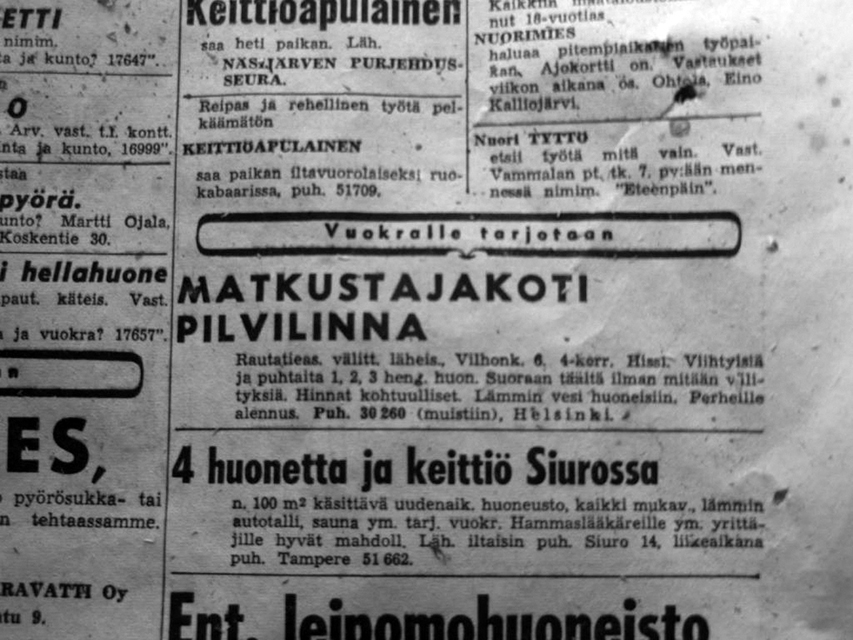 ETTI
nimim.
ja kunto? 17647".
O
Arv. vast. t.l. kontt.
nta ja kunto, 16999".
pyörä.
unto? Martti Ojala,
Koskentie 30.
i hellahuone
paut. käteis. Vast.
ja vuokra? 17657".
n
ES,
pyörösukka- tai
n tehtaassamme.
RAVATTI Oy
tu 9.
Keittiöapulainen
saa heti paikan. Läh.
NÄSIJÄRVEN PURJEHDUS-
SEURA.
Reipas ja rehellinen työtä pel-
käämätön
KEITTIÖAPULAINEN
saa paikan iltavuorolaiseksi ruo-
kabaarissa, puh. 51709.
nut 18-vuotias
NUORIMIES
haluaa pitempiaikaisen työpai-
kan. Ajokortti on. Vastaukset
viikon aikana os. Ohtola, Eino
Kalliojärvi.
Nuori TYTTÖ
etsii työtä mitä vain. Vast.
Vammalan pt. tk. 7. pv:ään men-
nessä nimim. "Eteenpäin".
Vuokralle tarjotaan
MATKUSTAJAKOTI
PILVILINNA
Rautatieas. välitt. läheis., Vilhonk. 6, 4-kerr. Hissi. Viihtyisiä
ja puhtaita 1, 2, 3 heng. huon. Suoraan täältä ilman mitään väli-
tyksiä. Hinnat kohtuulliset. Lämmin vesi huoneisiin. Perheille
alennus. Puh. 30 260 (muistiin), Helsinki.
4 huonetta ja keittiö Siurossa
n. 100 m² käsittävä uudenaik. huoneusto, kaikki mukav., lämmin
autotalli, sauna ym. tarj. vuokr. Hammaslääkäreille ym. yrittä-
jille hyvät mahdoll. Läh. iltaisin puh. Siuro 14, liikeaikana
puh. Tampere 51 662.
Ent. leipomohuoneisto